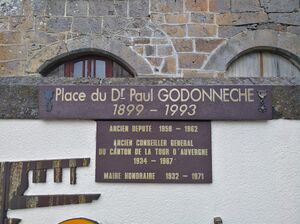 Place du Dr Paul GODONNECHE
1899 - 1993
ANCIEN DEPUTE 1958 - 1962
ANCIEN CONSEILLER GENERAL
DU CANTON DE LA TOUR D'AUVERGNE
1934 - 1967
MAIRE HONORAIRE 1932 - 1971